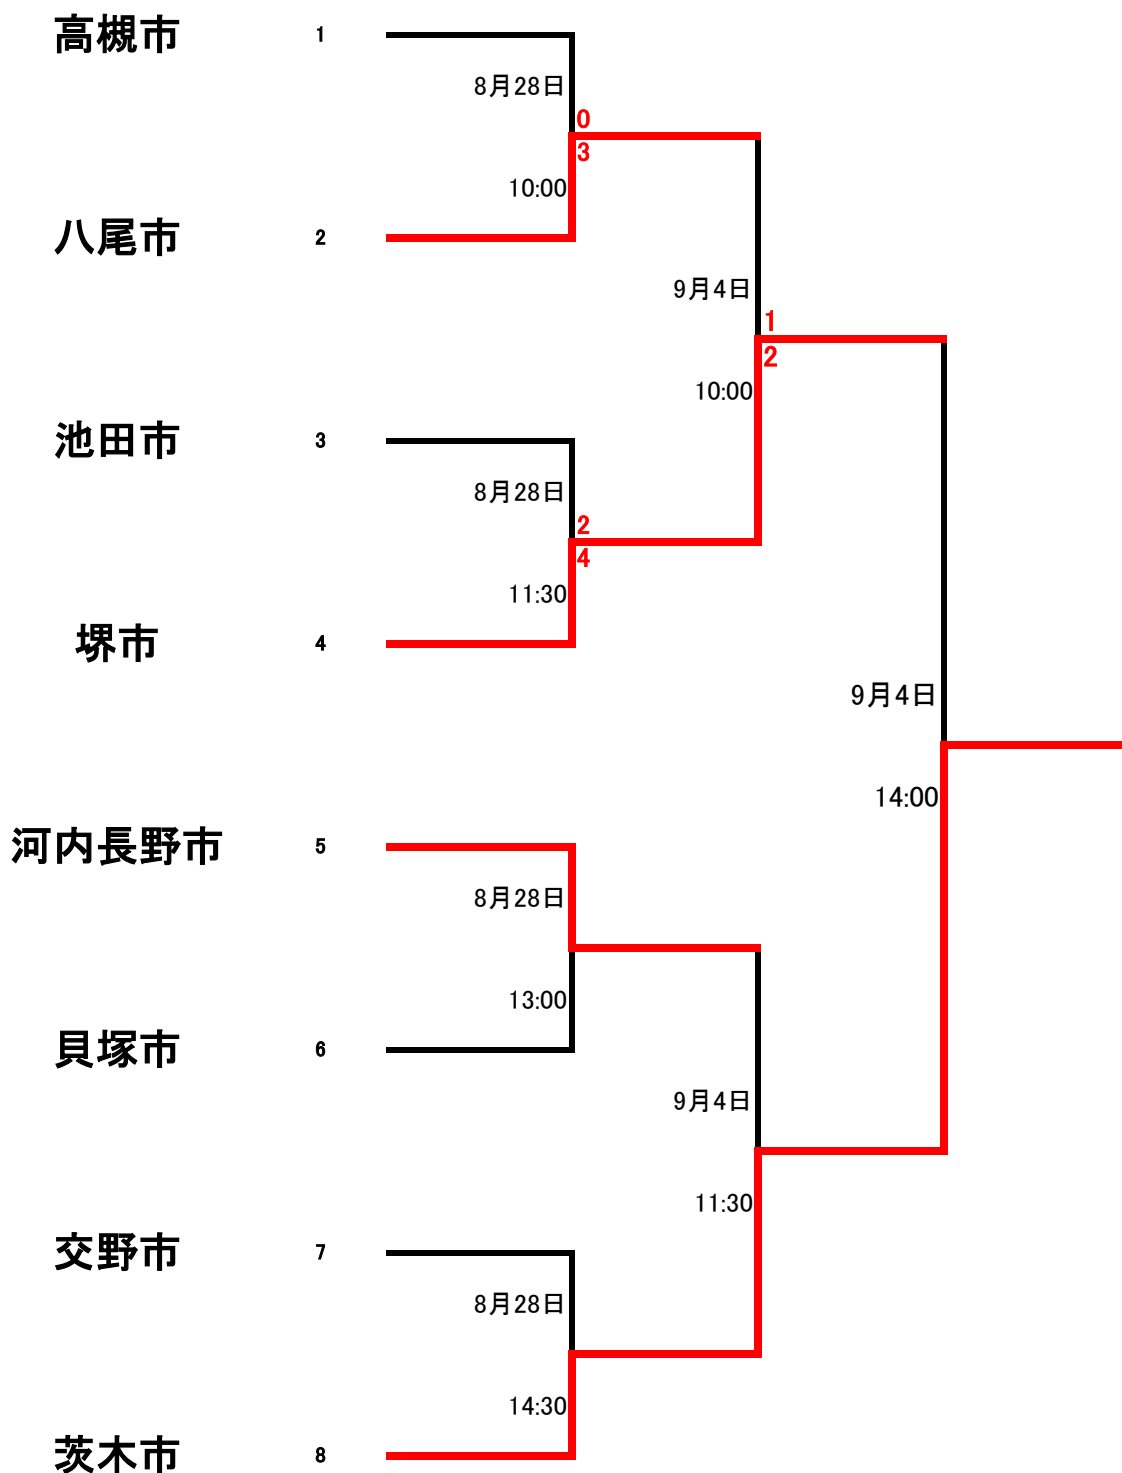 高槻市 1
8月28日
0
3
10:00
八尾市 2
9月4日
1
2
10:00
池田市 3
8月28日
2
4
11:30
堺市 4
9月4日
14:00
河内長野市 5
8月28日
13:00
貝塚市 6
9月4日
11:30
交野市 7
8月28日
14:30
茨木市 8